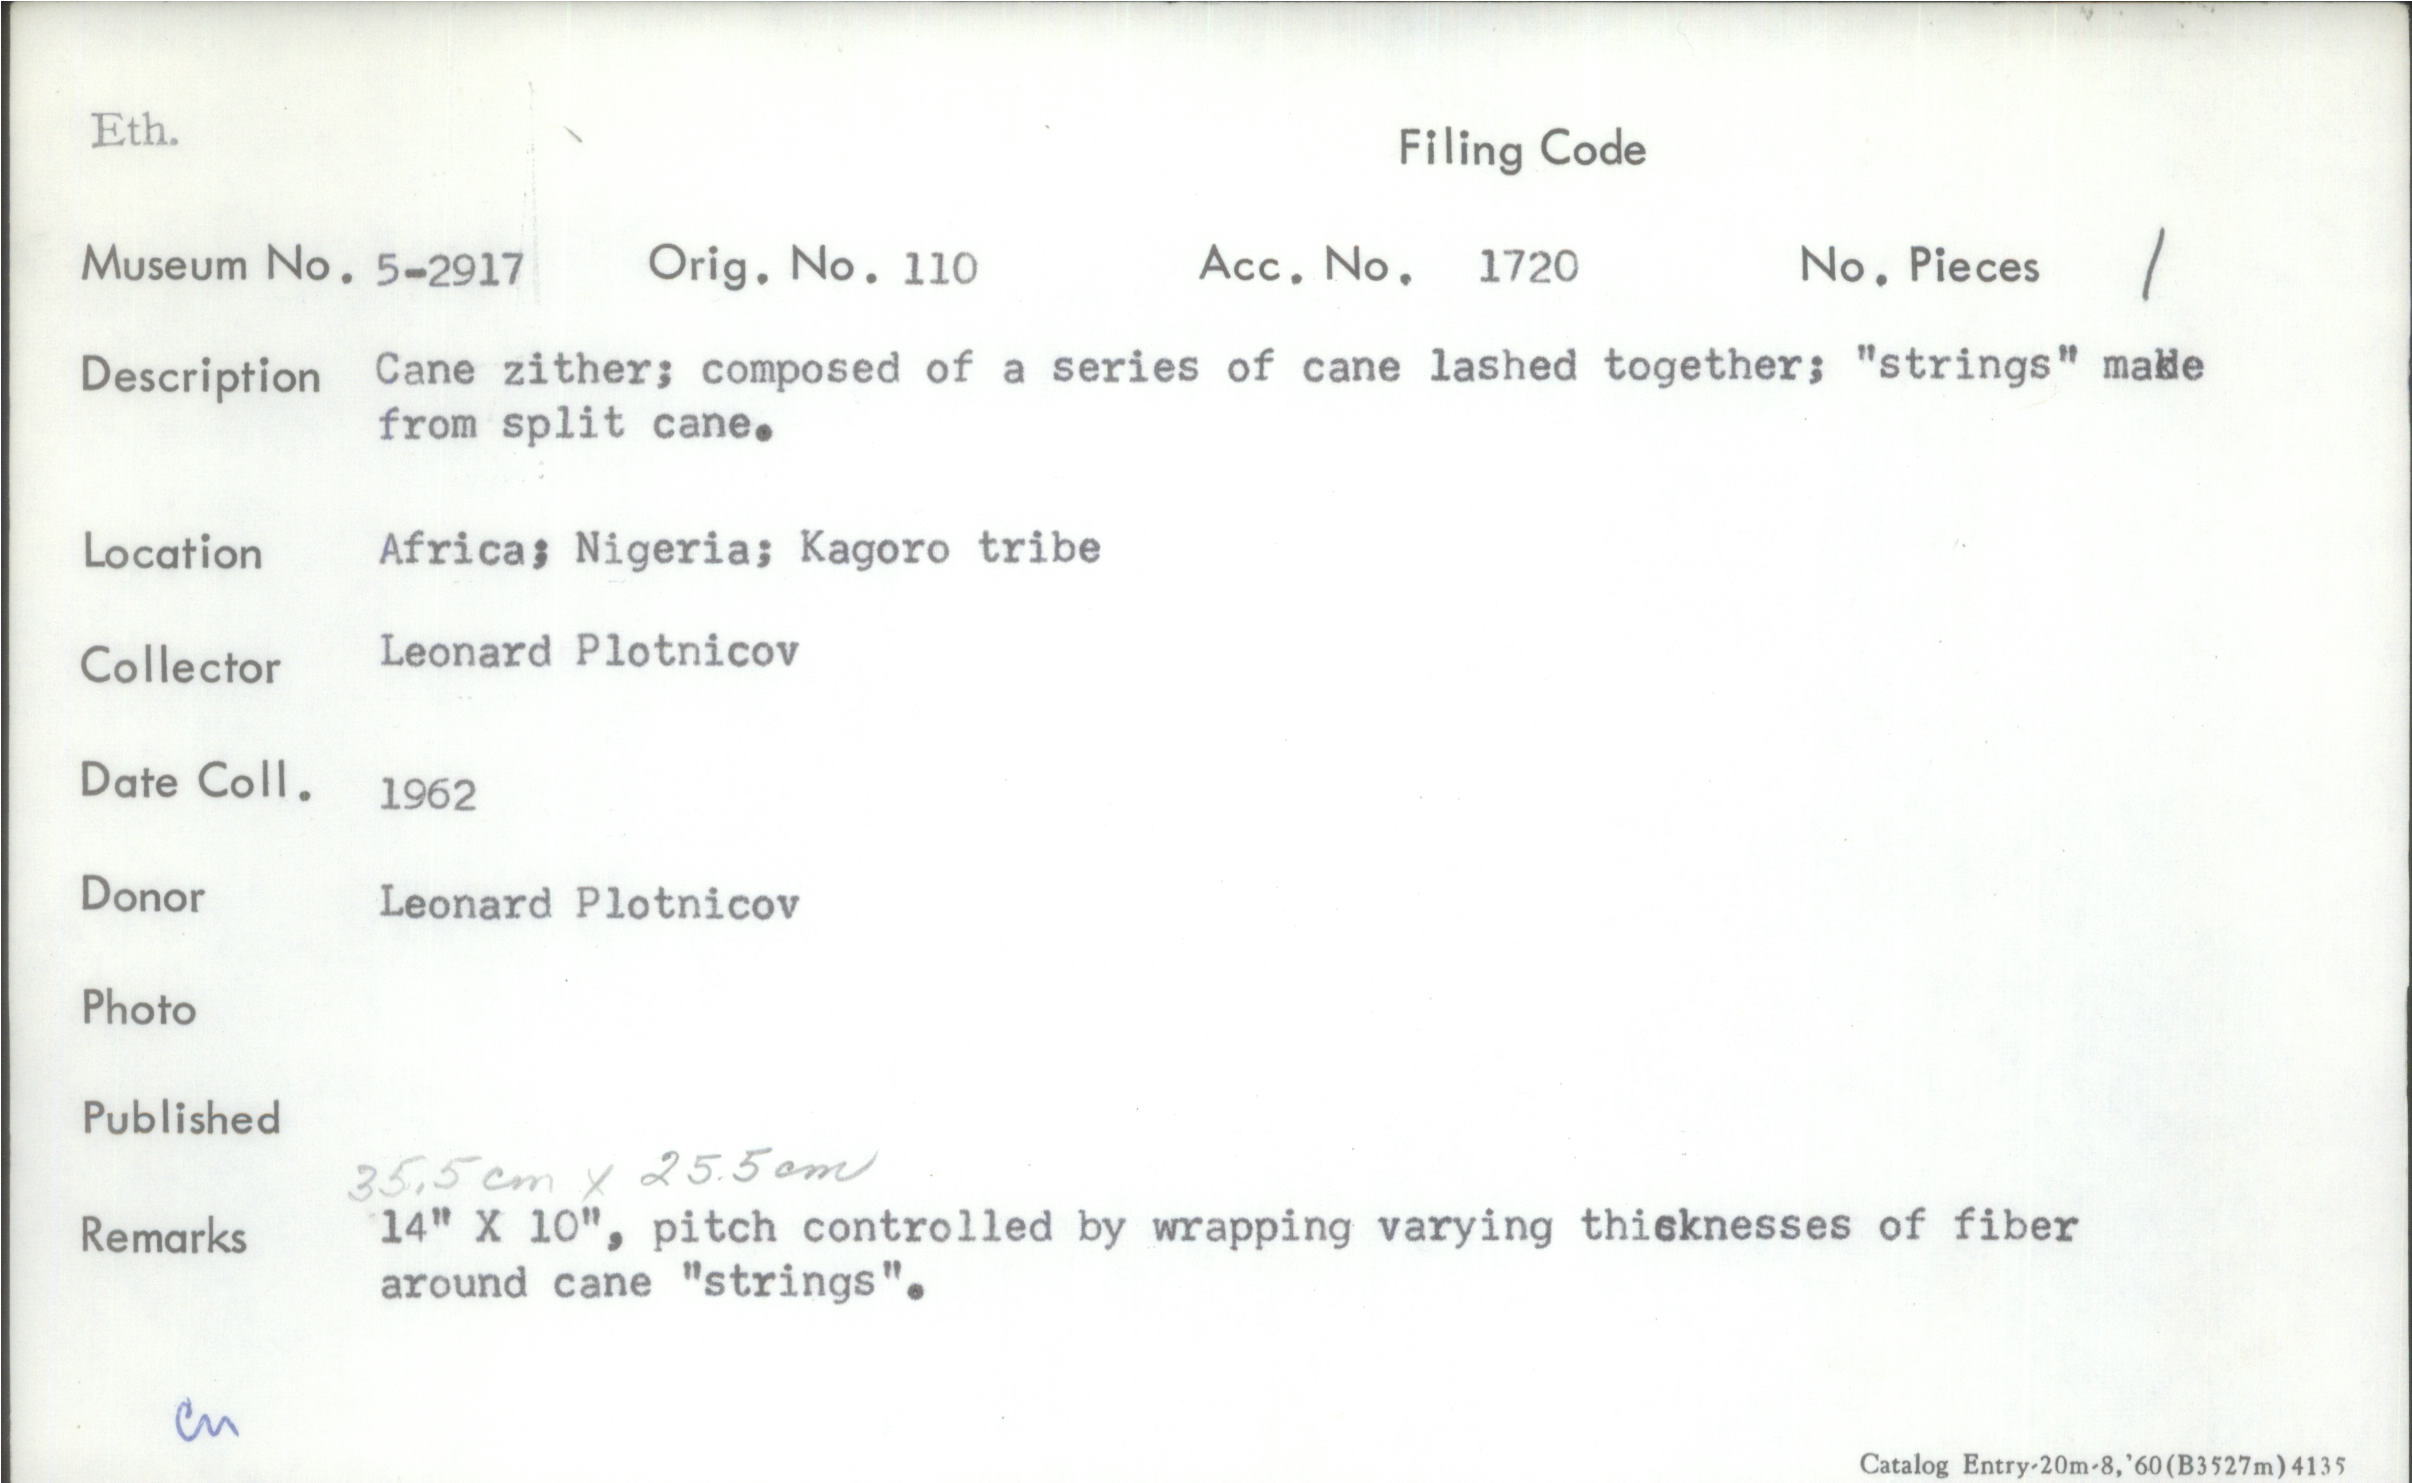 Eth.
Filing Code
Museum No. 5-2917 Orig. No. 110 Acc. No. 1720 No. Pieces 1
Description Cane zither; composed of a series of cane lashed together; "strings" made
from split cane.
Location Africa; Nigeria; Kagoro tribe
Collector Leonard Plotnicov
Date Coll. 1962
Donor Leonard Plotnicov
Photo
Published
35.5 cm x 25.5 cm
Remarks 14" X 10", pitch controlled by wrapping varying thicknesses of fiber
around cane "strings".
Catalog Entry-20m-8,'60(B3527m)4135